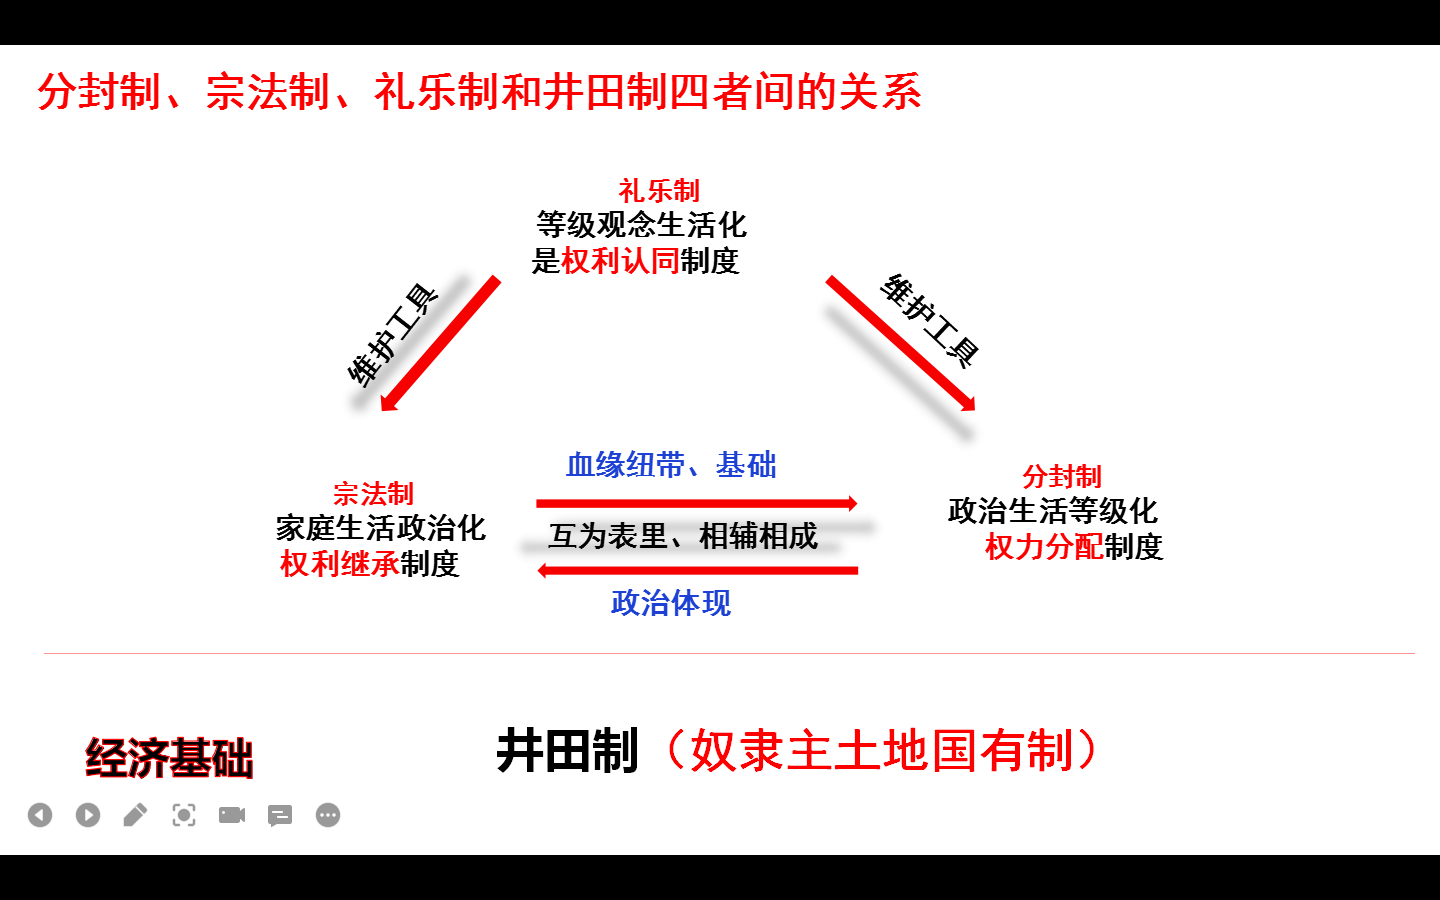 分封制、宗法制、礼乐制和井田制四者间的关系
礼乐制
等级观念生活化
是权利认同制度
维护工具
维护工具
血缘纽带、基础
宗法制
家庭生活政治化
权利继承制度
互为表里、相辅相成
分封制
政治生活等级化
权力分配制度
政治体现
经济基础
井田制（奴隶主土地国有制）